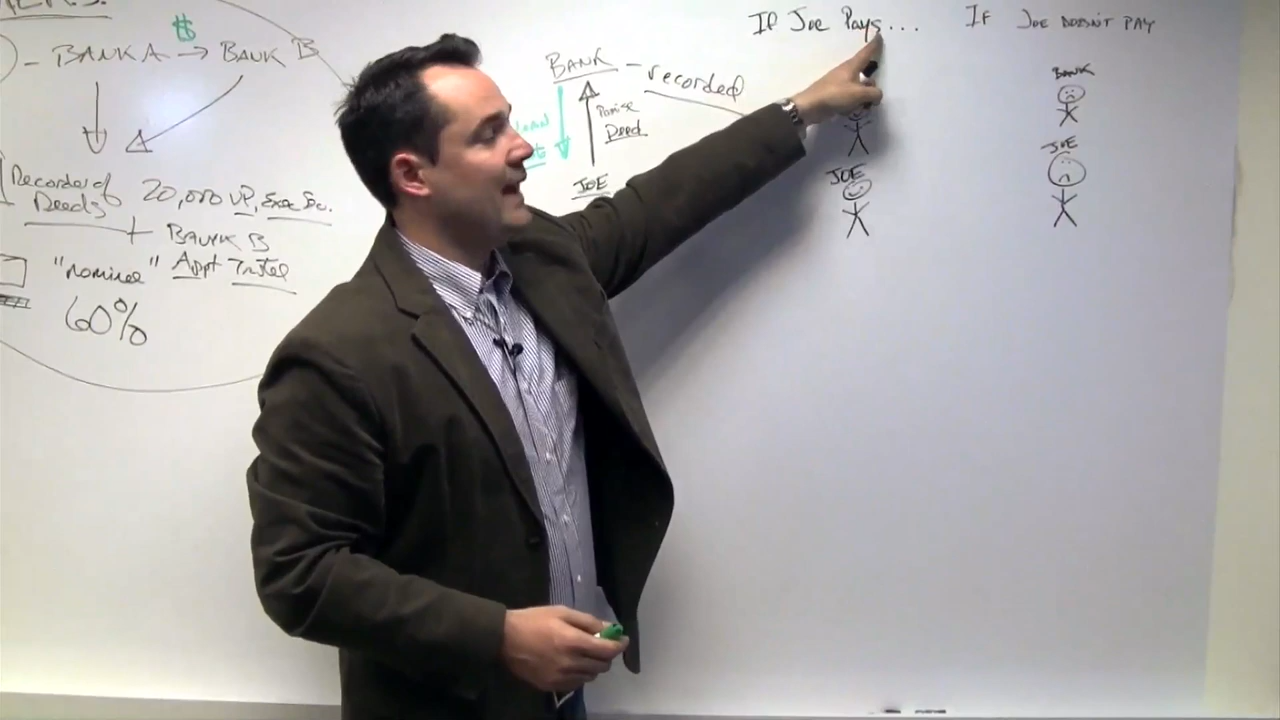 - BANK A → BANK B
$
Recorder of
Deeds
20,000 VP, Exec Sec.
+ BANK B
"nominee" Appt Trustee
60%
BANK - recorded
Promise
Deed
JOE
If Joe Pays...
JOE
IF JOE DOESN'T PAY
BANK
JOE